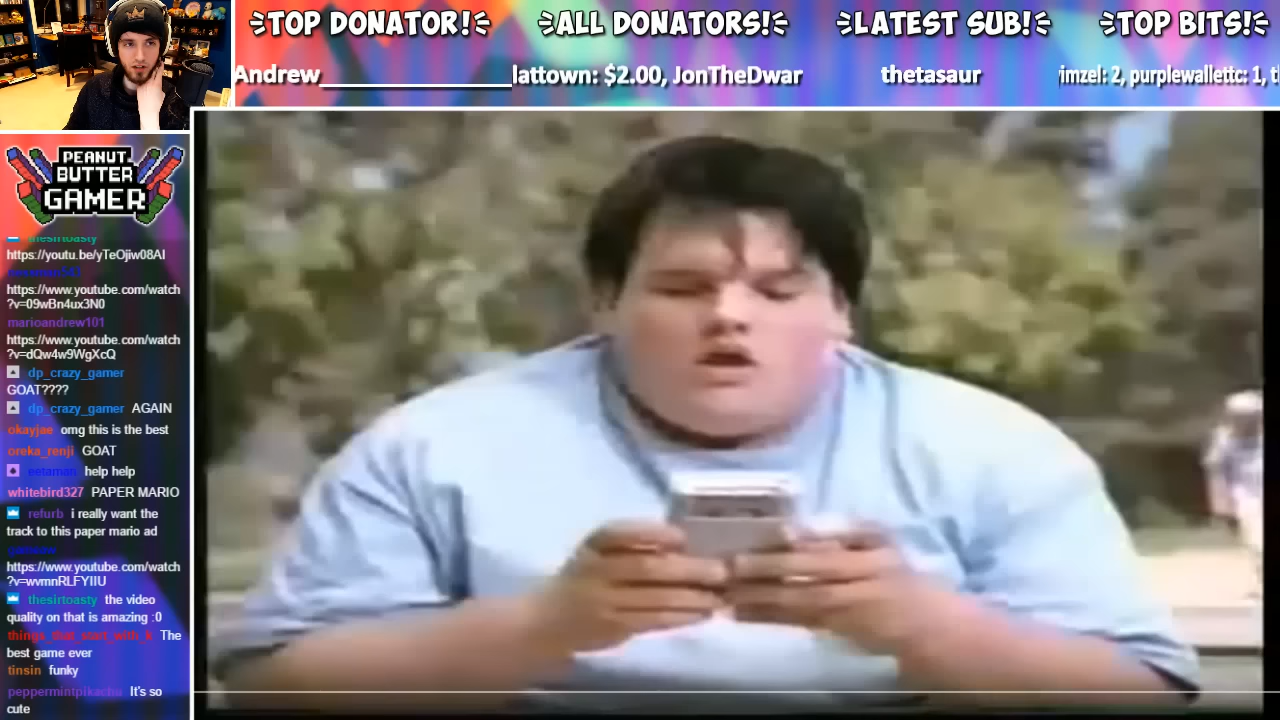 TOP DONATOR!
ALL DONATORS!
LATEST SUB!
TOP BITS!
Andrew
lattown: $2.00, JonTheDwar
thetasaur
imzel: 2, purplewallettc: 1, t
PEANUT
BUTTER
GAMER
thesirtoasty
https://youtu.be/yTeOjiw08AI
https://www.youtube.com/watch
?v=09wBn4ux3N0
marioandrew101
https://www.youtube.com/watch
?v=dQw4w9WgXcQ
dp_crazy_gamer
GOAT????
dp_crazy_gamer AGAIN
okayjae omg this is the best
oreka_renji GOAT
eetaman help help
whitebird327 PAPER MARIO
refurb i really want the
track to this paper mario ad
https://www.youtube.com/watch
?v=wvmnRLFYIIU
thesirtoasty the video
quality on that is amazing :0
things_that_start_with_k The
best game ever
tinsin funky
peppermintpikachu It's so
cute